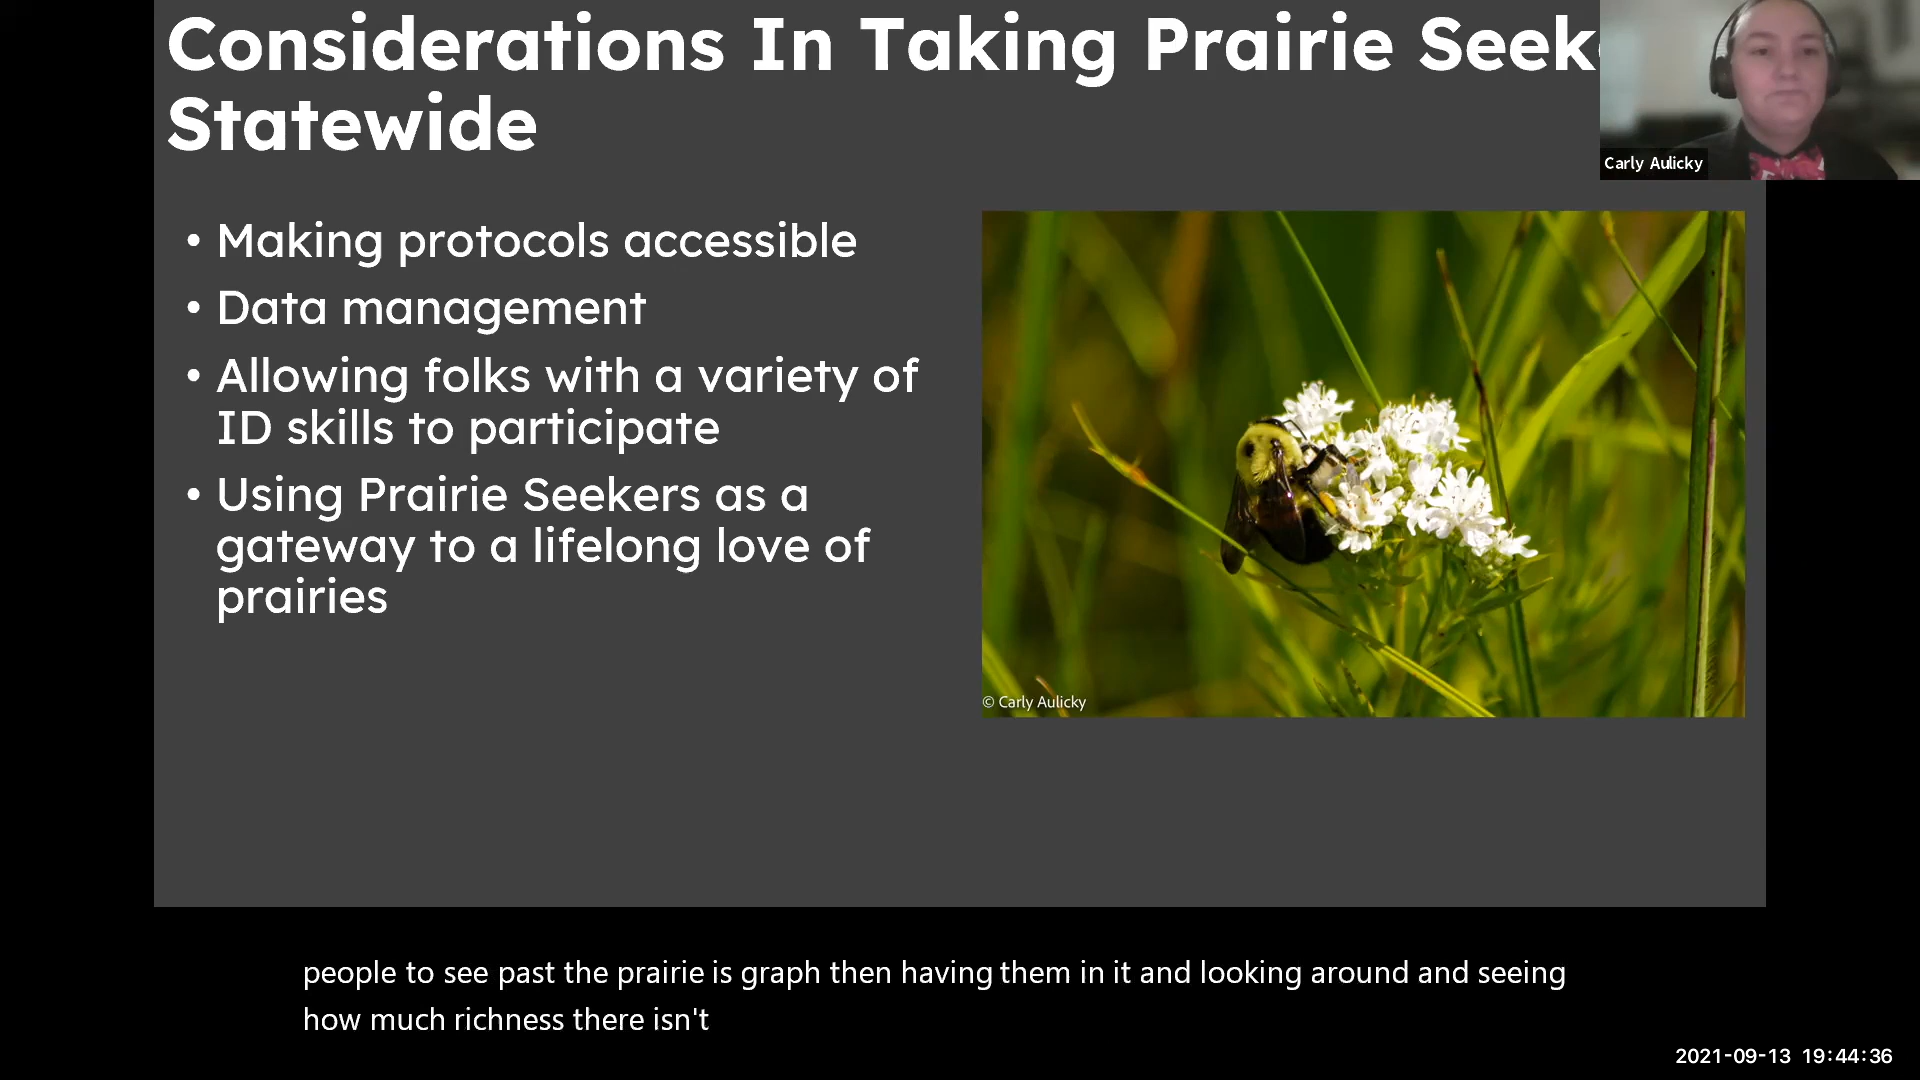 Considerations In Taking Prairie Seek
Statewide
Carly Aulicky
• Making protocols accessible
• Data management
• Allowing folks with a variety of
ID skills to participate
• Using Prairie Seekers as a
gateway to a lifelong love of
prairies
© Carly Aulicky
people to see past the prairie is graph then having them in it and looking around and seeing
how much richness there isn't
2021-09-13 19:44:36